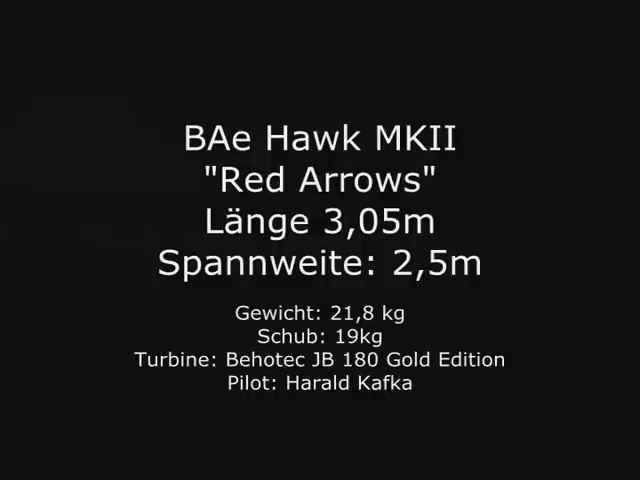 BAe Hawk MKII
"Red Arrows"
Länge 3,05m
Spannweite: 2,5m
Gewicht: 21,8 kg
Schub: 19kg
Turbine: Behotec JB 180 Gold Edition
Pilot: Harald Kafka